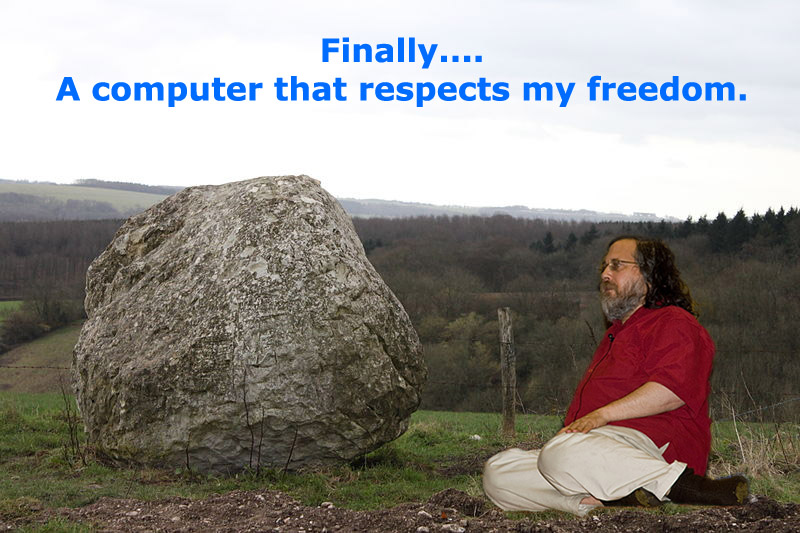 Finally....
A computer that respects my freedom.